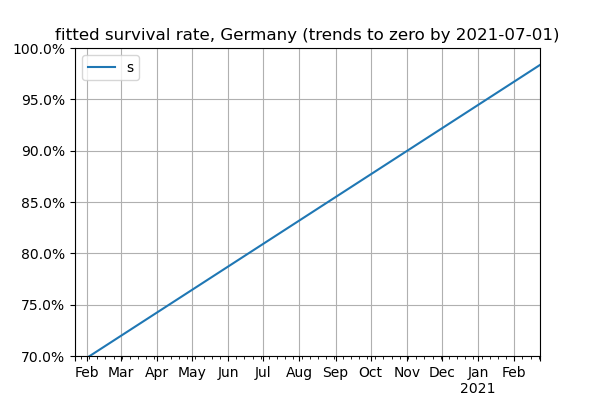 fitted survival rate, Germany (trends to zero by 2021-07-01)
100.0%
s
95.0%
90.0%
85.0%
80.0%
75.0%
70.0%
Feb Mar Apr May Jun Jul Aug Sep Oct Nov Dec Jan Feb
2021